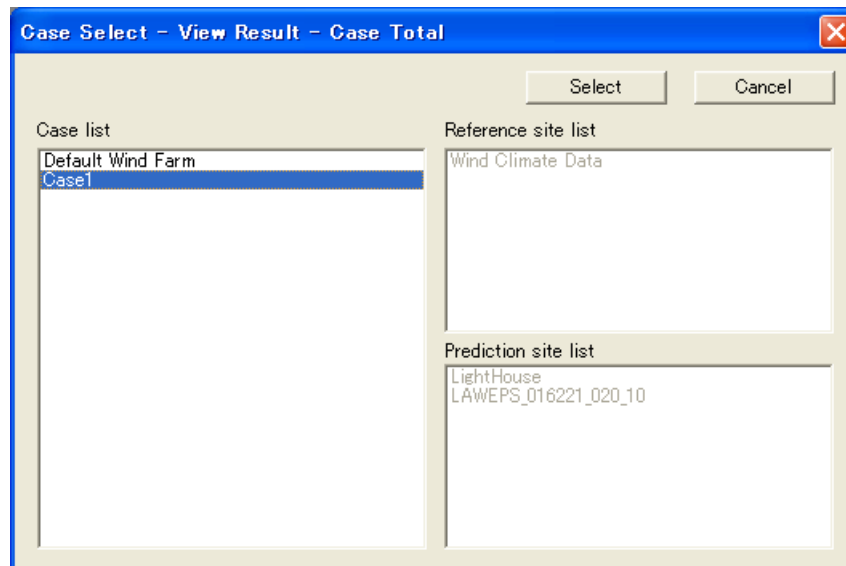 Case Select - View Result - Case Total
Select
Cancel
Case list
Default Wind Farm
Case1
Reference site list
Wind Climate Data
Prediction site list
LightHouse
LAWEPS_016221_020_10